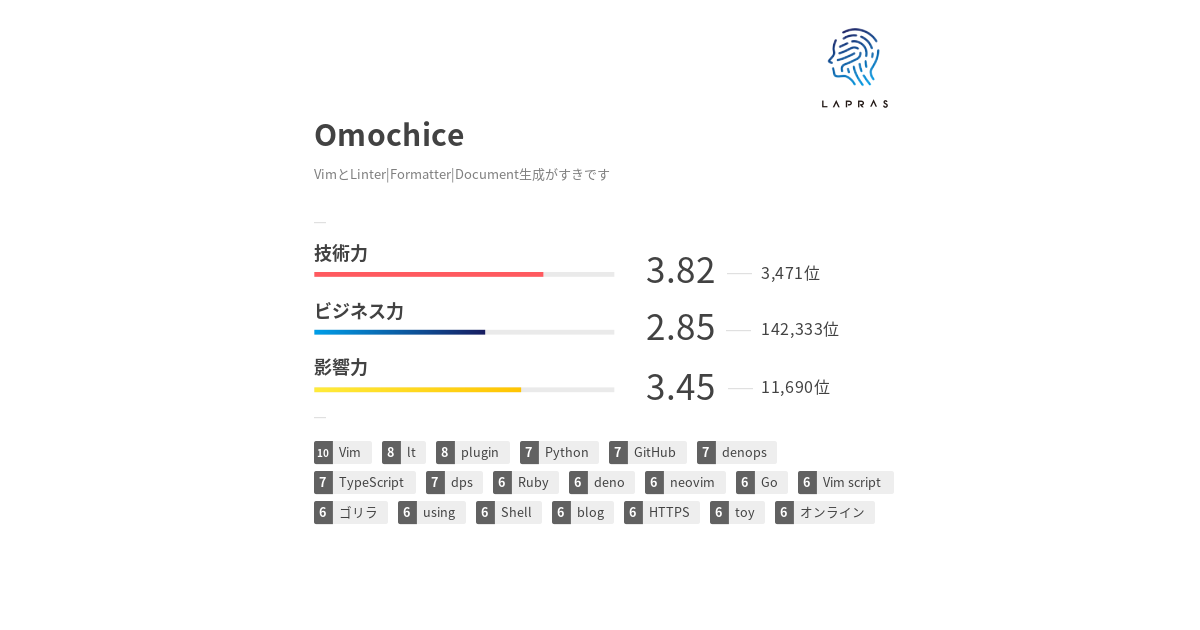 LAPRAS
Omochice
VimとLinter|Formatter|Document生成がすきです
技術力
3.82 3,471位
ビジネス力
2.85 142,333位
影響力
3.45 11,690位
10 Vim 8 lt 8 plugin 7 Python 7 GitHub 7 denops
7 TypeScript 7 dps 6 Ruby 6 deno 6 neovim 6 Go 6 Vim script
6 ゴリラ 6 using 6 Shell 6 blog 6 HTTPS 6 toy 6 オンライン